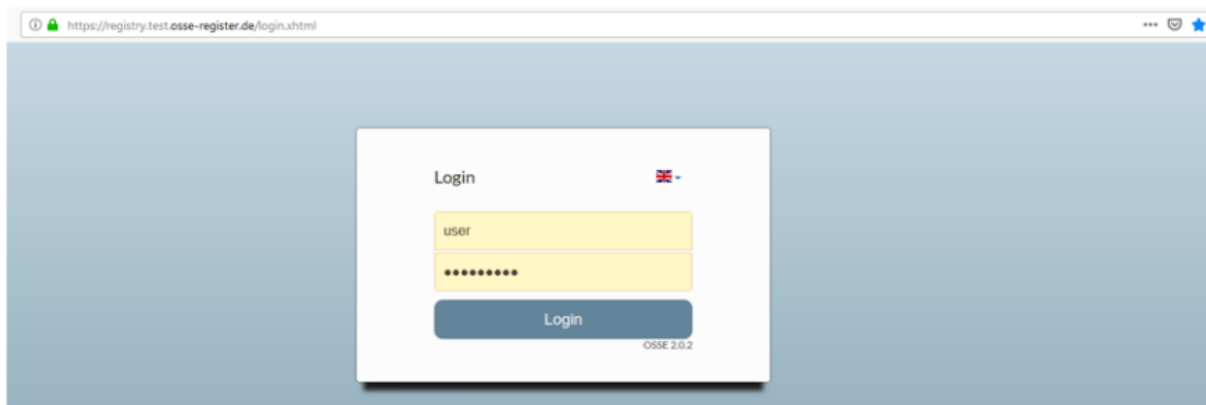 https://registry.test.osse-register.de/login.xhtml
Login
user
•••••••••
Login
OSSE 2.0.2